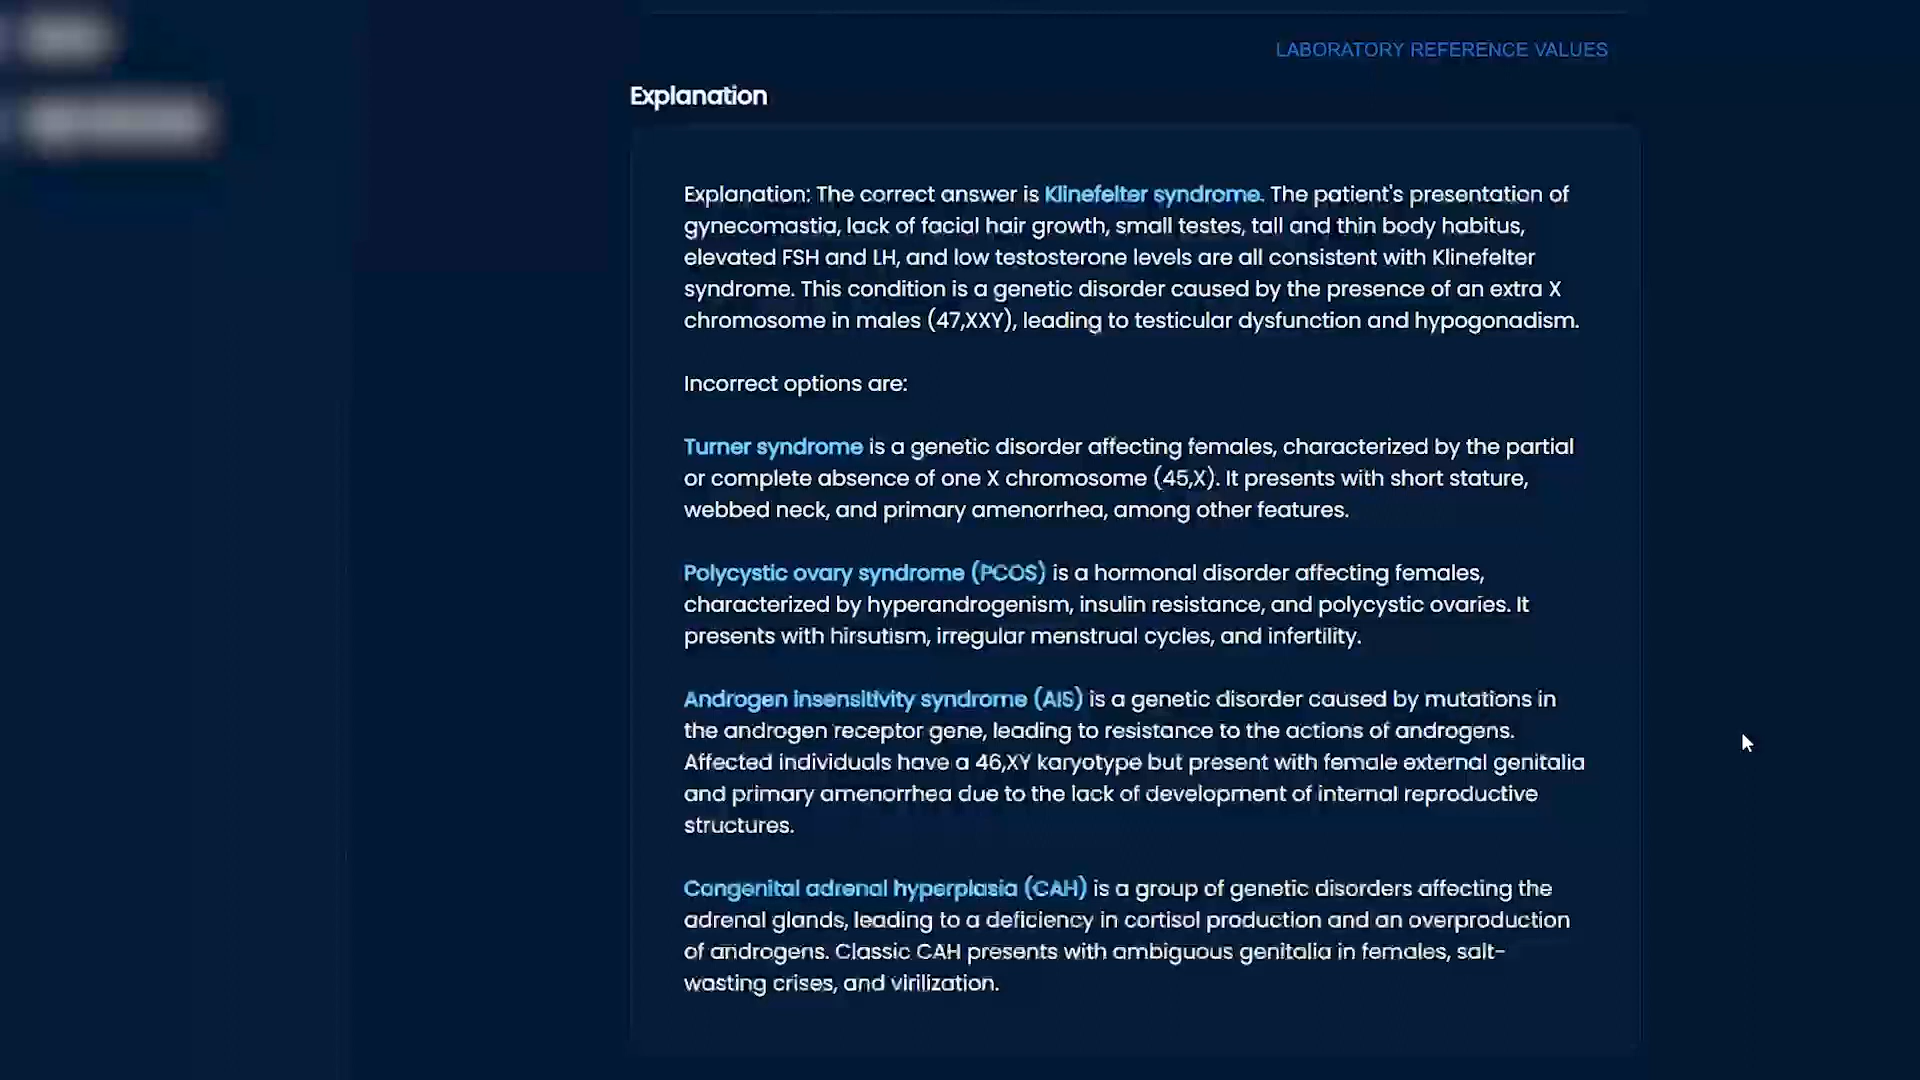 LABORATORY REFERENCE VALUES
Explanation
Explanation: The correct answer is Klinefelter syndrome. The patient's presentation of
gynecomastia, lack of facial hair growth, small testes, tall and thin body habitus,
elevated FSH and LH, and low testosterone levels are all consistent with Klinefelter
syndrome. This condition is a genetic disorder caused by the presence of an extra X
chromosome in males (47,XXY), leading to testicular dysfunction and hypogonadism.
Incorrect options are:
Turner syndrome is a genetic disorder affecting females, characterized by the partial
or complete absence of one X chromosome (45,X). It presents with short stature,
webbed neck, and primary amenorrhea, among other features.
Polycystic ovary syndrome (PCOS) is a hormonal disorder affecting females,
characterized by hyperandrogenism, insulin resistance, and polycystic ovaries. It
presents with hirsutism, irregular menstrual cycles, and infertility.
Androgen insensitivity syndrome (AIS) is a genetic disorder caused by mutations in
the androgen receptor gene, leading to resistance to the actions of androgens.
Affected individuals have a 46,XY karyotype but present with female external genitalia
and primary amenorrhea due to the lack of development of internal reproductive
structures.
Congenital adrenal hyperplasia (CAH) is a group of genetic disorders affecting the
adrenal glands, leading to a deficiency in cortisol production and an overproduction
of androgens. Classic CAH presents with ambiguous genitalia in females, salt-
wasting crises, and virilization.